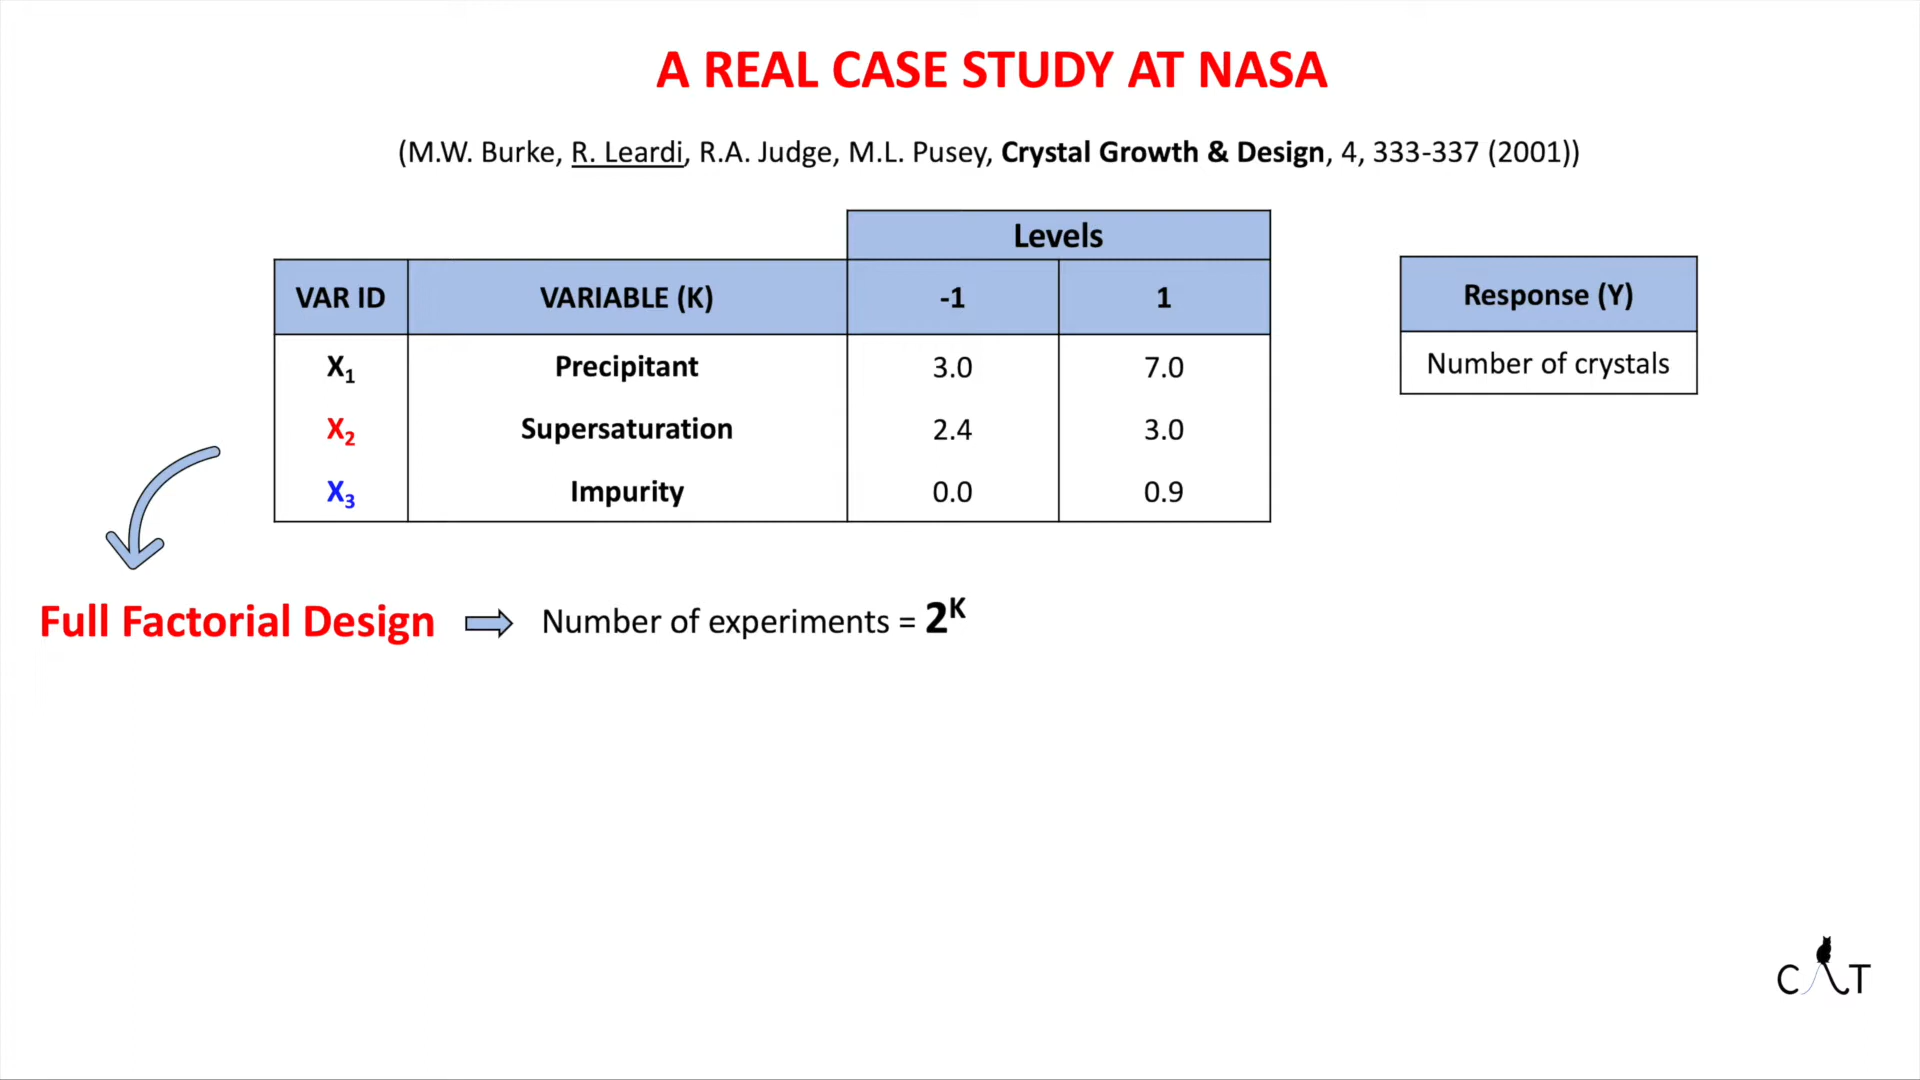 A REAL CASE STUDY AT NASA
(M.W. Burke, R. Leardi, R.A. Judge, M.L. Pusey, Crystal Growth & Design, 4, 333-337 (2001))
Levels
VAR ID VARIABLE (K) -1 1
X1 Precipitant 3.0 7.0
X2 Supersaturation 2.4 3.0
X3 Impurity 0.0 0.9
Response (Y)
Number of crystals
Full Factorial Design
Number of experiments = 2^K
CAT